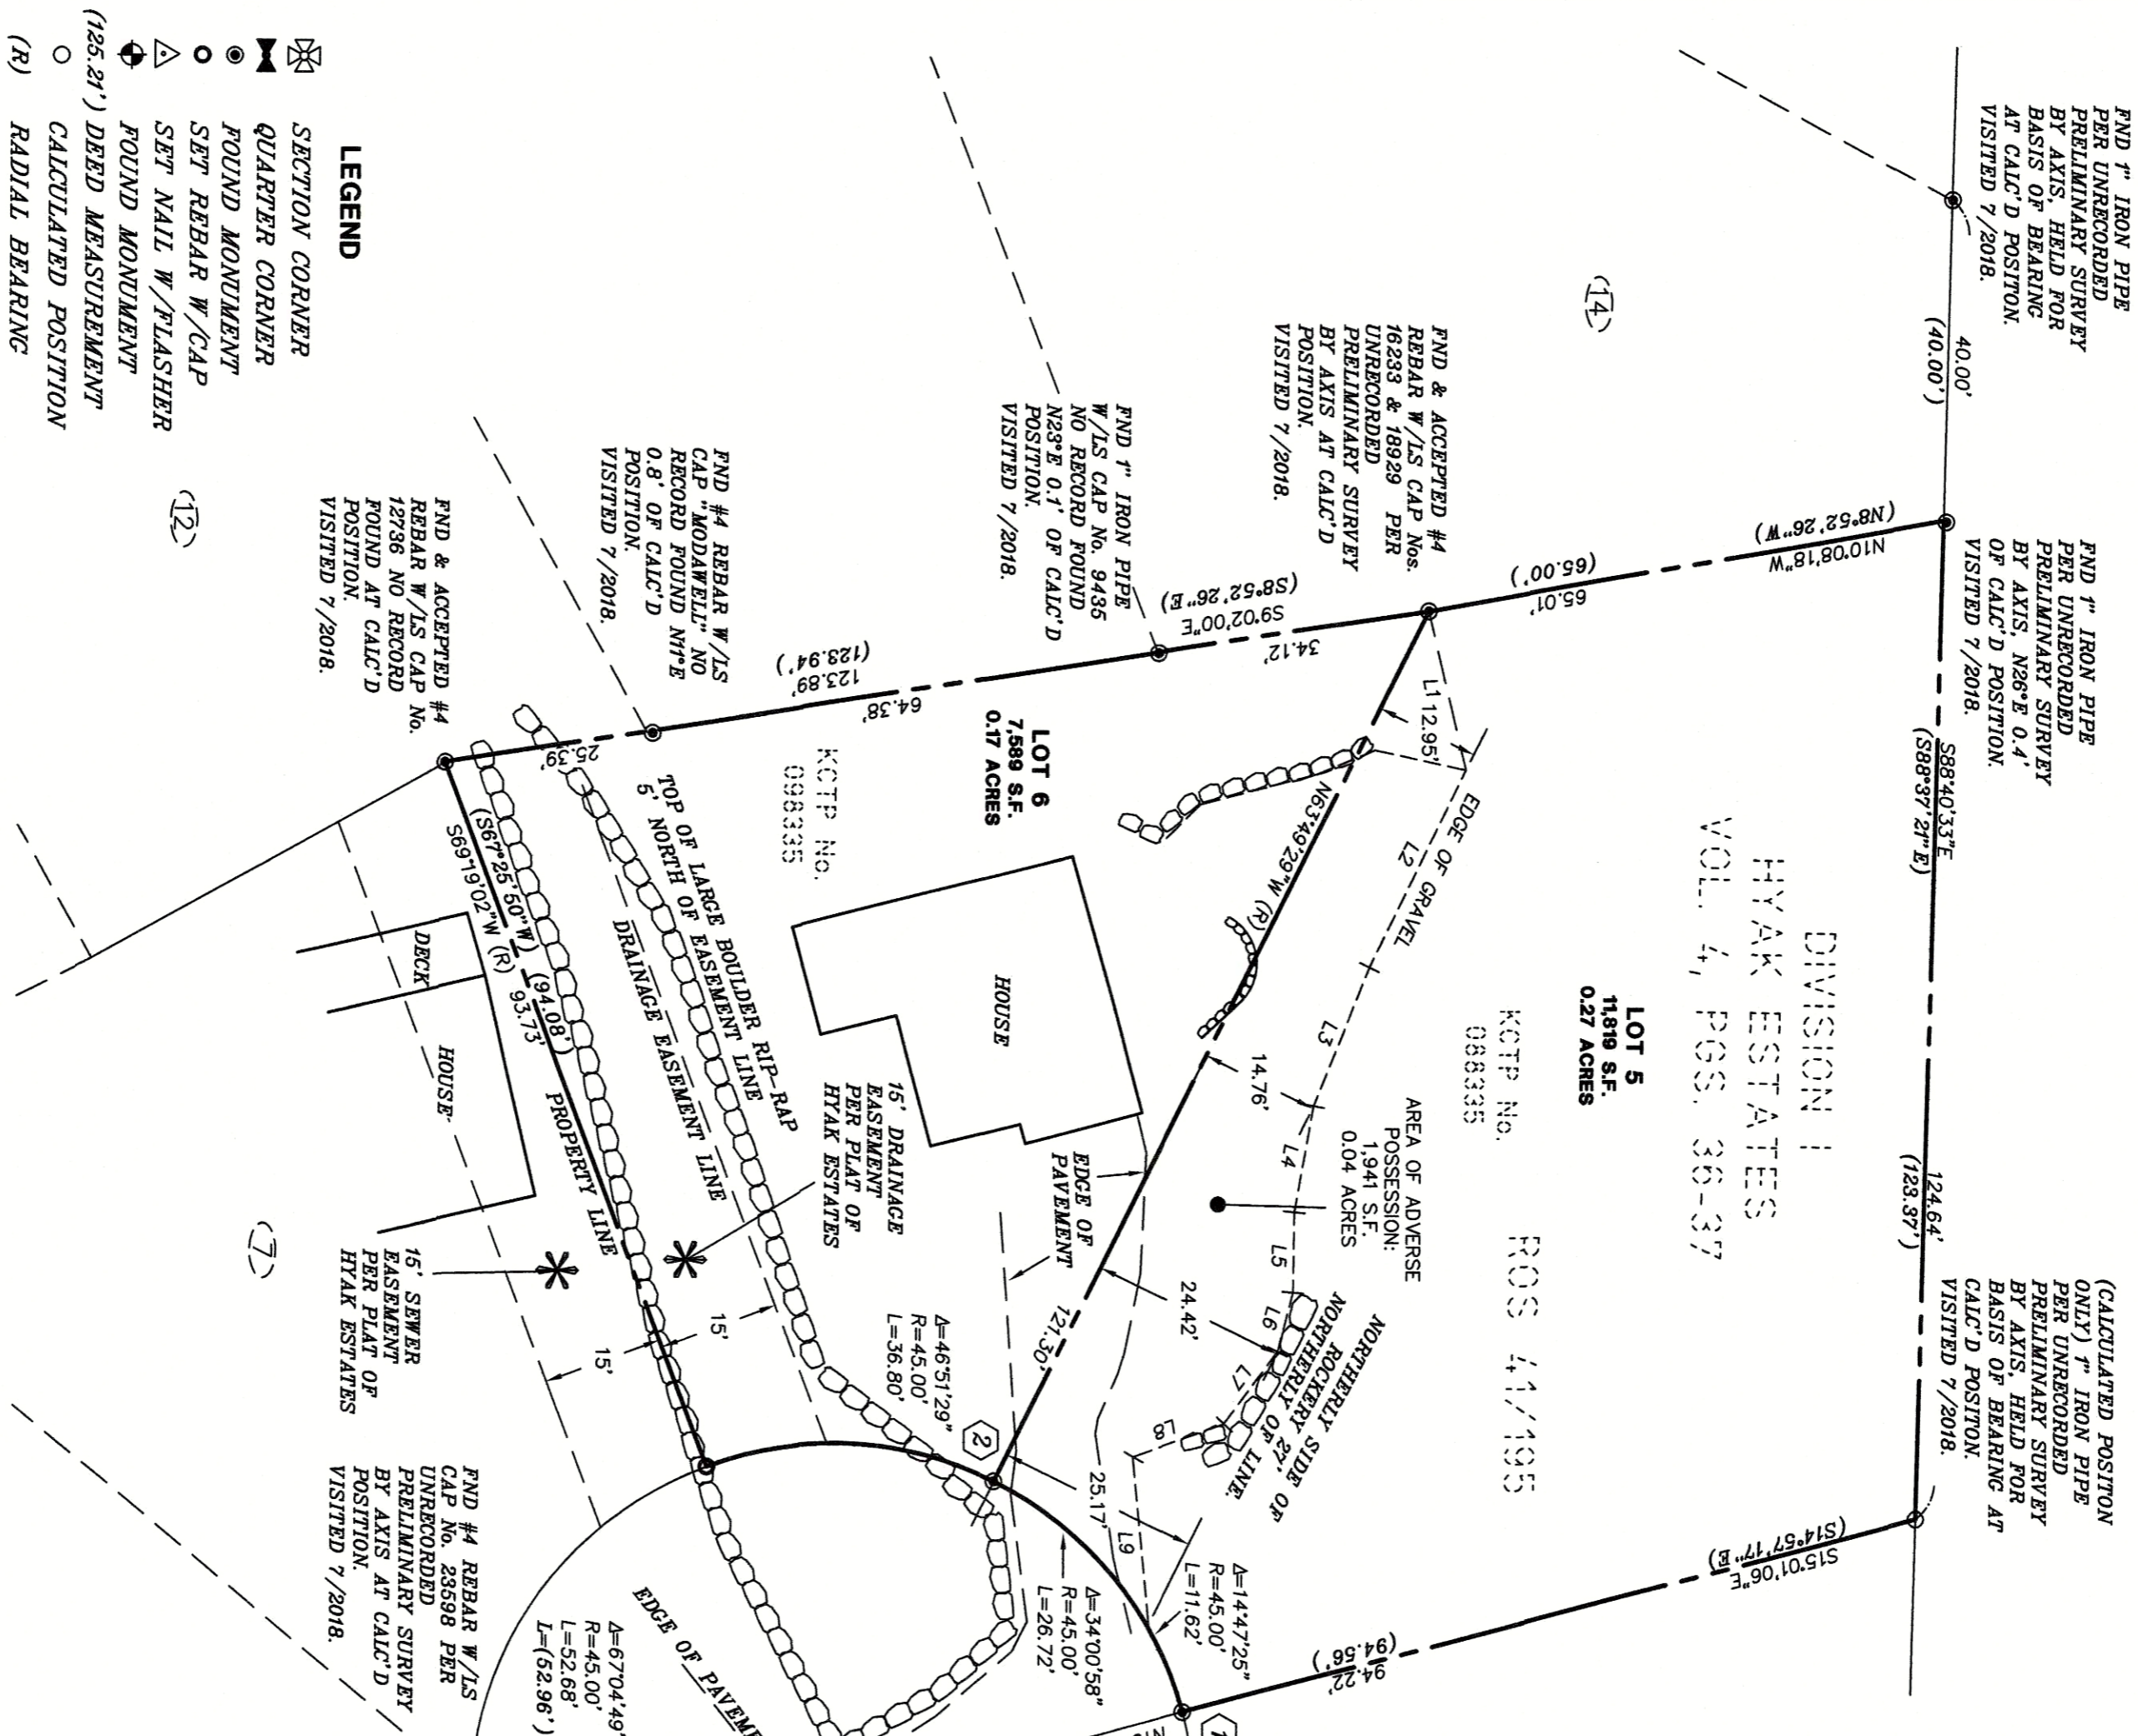 FND 1" IRON PIPE
PER UNRECORDED
PRELIMINARY SURVEY
BY AXIS, HELD FOR
BASIS OF BEARING
AT CALC'D POSITON.
VISITED 7/2018.
40.00'
(40.00')
FND 1" IRON PIPE
PER UNRECORDED
PRELIMINARY SURVEY
BY AXIS, N26°E 0.4'
OF CALC'D POSITION.
VISITED 7/2018.
S88°40'33"E
(S88°37'21"E)
124.64'
(123.37')
(CALCULATED POSITON
ONLY) 1" IRON PIPE
PER UNRECORDED
PRELIMINARY SURVEY
BY AXIS, HELD FOR
BASIS OF BEARING AT
CALC'D POSITON.
VISITED 7/2018.
(14)
N10°08'18"W
(N8°52'26"W)
65.01'
(65.00')
DIVISION I
HYAK ESTATES
VOL. 4, PGS. 36-37
LOT 5
11,819 S.F.
0.27 ACRES
KCTP No.
088335
ROS 41/195
S15°01'06"E
(S14°57'17"E)
94.22'
(94.56')
FND & ACCEPTED #4
REBAR W/LS CAP Nos.
16233 & 18929 PER
UNRECORDED
PRELIMINARY SURVEY
BY AXIS AT CALC'D
POSITION.
VISITED 7/2018.
L1
12.95'
EDGE OF GRAVEL
L2
L3
L4
L5
L6
L7
L8
L9
AREA OF ADVERSE
POSSESSION:
1,941 S.F.
0.04 ACRES
NORTHERLY SIDE OF
ROCKERY 27'
NORTHERLY OF LINE.
14.76'
24.42'
25.17'
N63°49'29"W (R)
121.30'
Δ=14°47'25"
R=45.00'
L=11.62'
Δ=34°00'58"
R=45.00'
L=26.72'
S9°02'00"E
(S8°52'26"E)
34.12'
FND 1" IRON PIPE
W/LS CAP No. 9435
NO RECORD FOUND
N23°E 0.1' OF CALC'D
POSITION.
VISITED 7/2018.
LOT 6
7,589 S.F.
0.17 ACRES
HOUSE
EDGE OF
PAVEMENT
2
Δ=46°51'29"
R=45.00'
L=36.80'
KCTP No.
098335
123.89'
(123.94')
64.38'
25.39'
FND #4 REBAR W/LS
CAP "MODAWELL" NO
RECORD FOUND N11°E
0.8' OF CALC'D
POSITION.
VISITED 7/2018.
TOP OF LARGE BOULDER RIP-RAP
5' NORTH OF EASEMENT LINE
DRAINAGE EASEMENT LINE
15' DRAINAGE
EASEMENT
PER PLAT OF
HYAK ESTATES
15'
15'
FND & ACCEPTED #4
REBAR W/LS CAP No.
12736 NO RECORD
FOUND AT CALC'D
POSITION.
VISITED 7/2018.
(S67°25'50"W)
S69°19'02"W (R)
(94.08')
93.73'
PROPERTY LINE
DECK
HOUSE
15' SEWER
EASEMENT
PER PLAT OF
HYAK ESTATES
FND #4 REBAR W/LS
CAP No. 23598 PER
UNRECORDED
PRELIMINARY SURVEY
BY AXIS AT CALC'D
POSITION.
VISITED 7/2018.
Δ=67°04'49"
R=45.00'
L=52.68'
L=(52.96')
(12)
(7)
LEGEND
SECTION CORNER
QUARTER CORNER
FOUND MONUMENT
SET REBAR W/CAP
SET NAIL W/FLASHER
FOUND MONUMENT
(125.21') DEED MEASUREMENT
CALCULATED POSITION
(R) RADIAL BEARING
EDGE OF